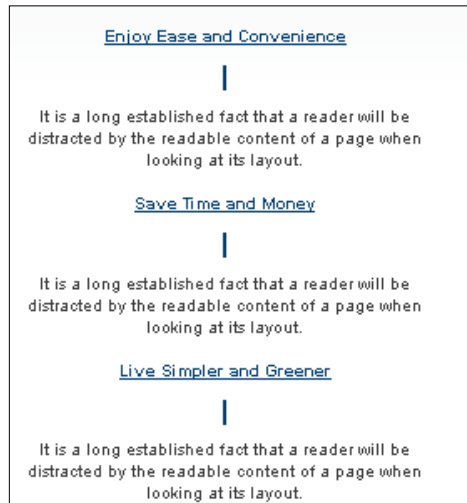 Enjoy Ease and Convenience
It is a long established fact that a reader will be
distracted by the readable content of a page when
looking at its layout.
Save Time and Money
It is a long established fact that a reader will be
distracted by the readable content of a page when
looking at its layout.
Live Simpler and Greener
It is a long established fact that a reader will be
distracted by the readable content of a page when
looking at its layout.